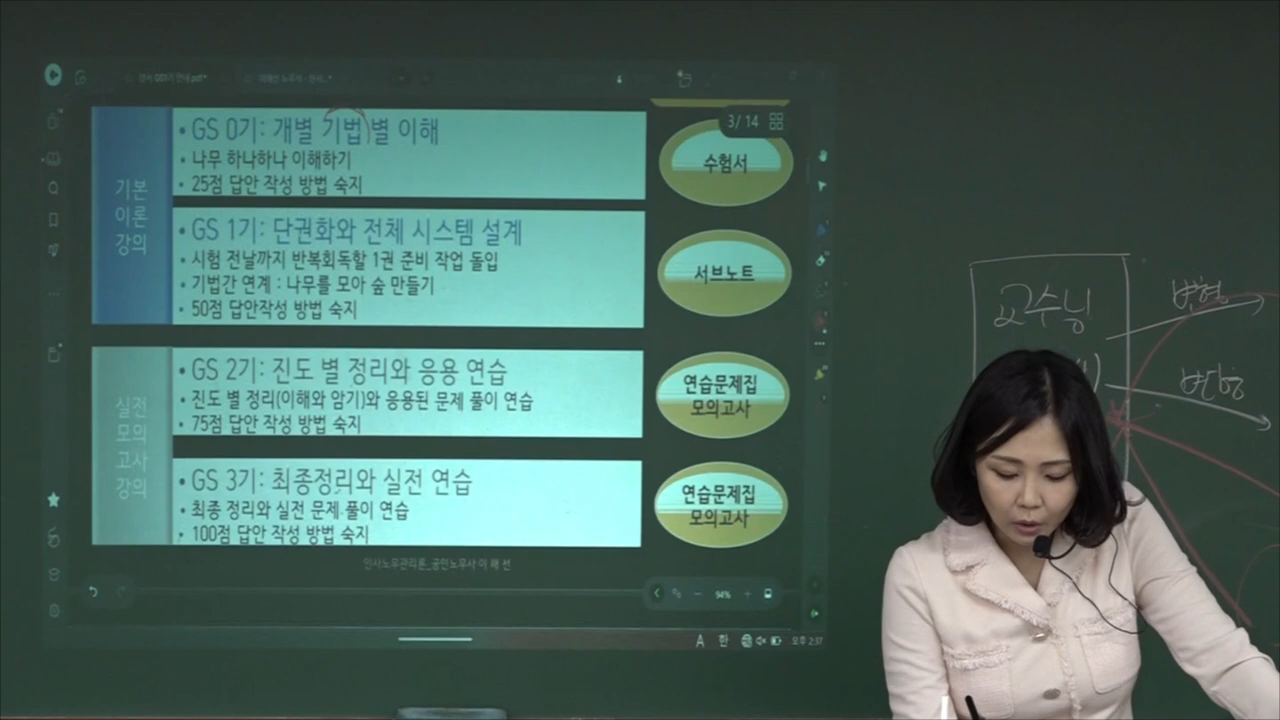 3/ 14
기본
이론
강의
• GS 0기: 개별 기법 별 이해
• 나무 하나하나 이해하기
• 25점 답안 작성 방법 숙지
수험서
• GS 1기: 단권화와 전체 시스템 설계
• 시험 전날까지 반복회독할 1권 준비 작업 돌입
• 기법간 연계 : 나무를 모아 숲 만들기
• 50점 답안작성 방법 숙지
서브노트
실전
모의
고사
강의
• GS 2기: 진도 별 정리와 응용 연습
• 진도 별 정리(이해와 암기)와 응용된 문제 풀이 연습
• 75점 답안 작성 방법 숙지
연습문제집
모의고사
• GS 3기: 최종정리와 실전 연습
• 최종 정리와 실전 문제 풀이 연습
• 100점 답안 작성 방법 숙지
연습문제집
모의고사
인사노무관리론_공인노무사 이 해 선
94%
A 한
오후 2:37
교수님
변형
변형